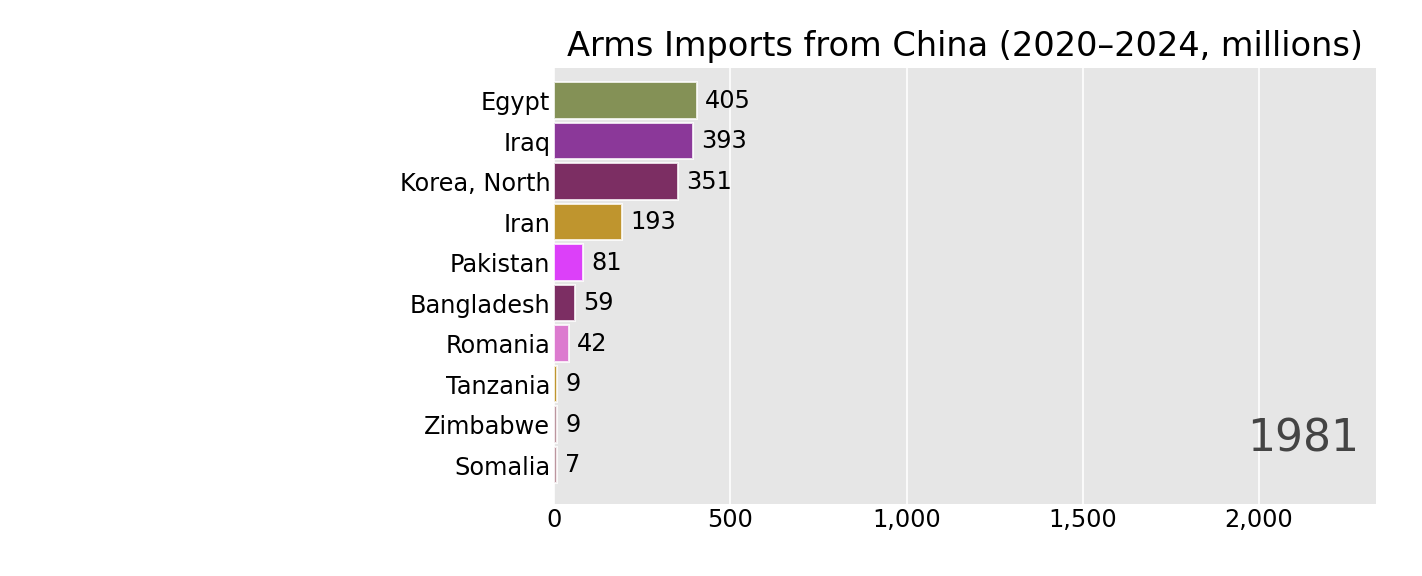 Arms Imports from China (2020–2024, millions)
Egypt 405
Iraq 393
Korea, North 351
Iran 193
Pakistan 81
Bangladesh 59
Romania 42
Tanzania 9
Zimbabwe 9
Somalia 7
1981
0 500 1,000 1,500 2,000